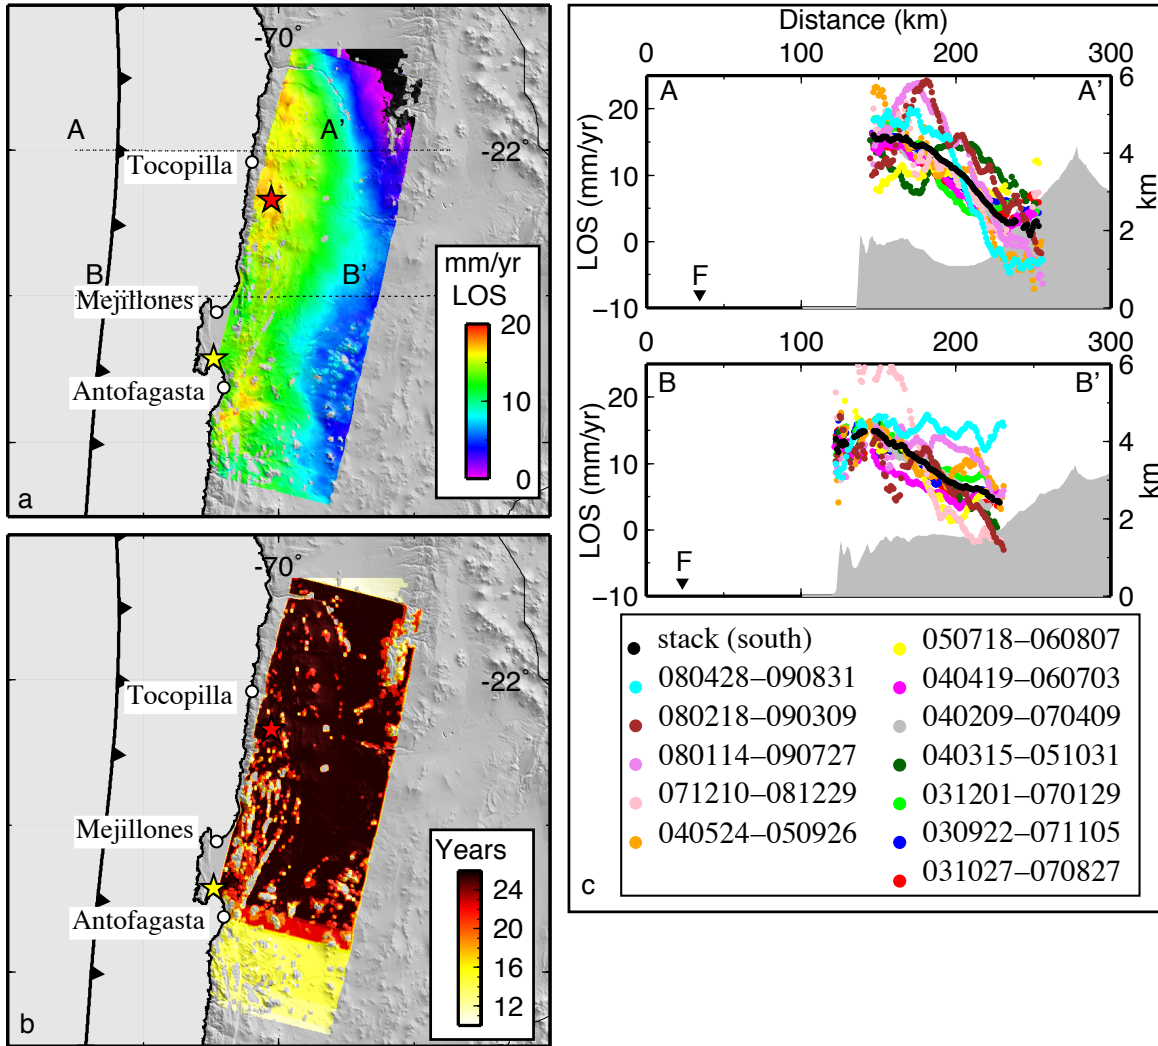 -70°
A
A'
Tocopilla
-22°
B
B'
Mejillones
Antofagasta
mm/yr
LOS
20
10
0
a
-70°
Tocopilla
-22°
Mejillones
Antofagasta
Years
24
20
16
12
b
Distance (km)
0 100 200 300
A
A'
20
10
0
−10
LOS (mm/yr)
F
6
4
2
0
km
0 100 200 300
B
B'
20
10
0
−10
LOS (mm/yr)
F
6
4
2
0
km
stack (south)
080428−090831
080218−090309
080114−090727
071210−081229
040524−050926
050718−060807
040419−060703
040209−070409
040315−051031
031201−070129
030922−071105
031027−070827
c